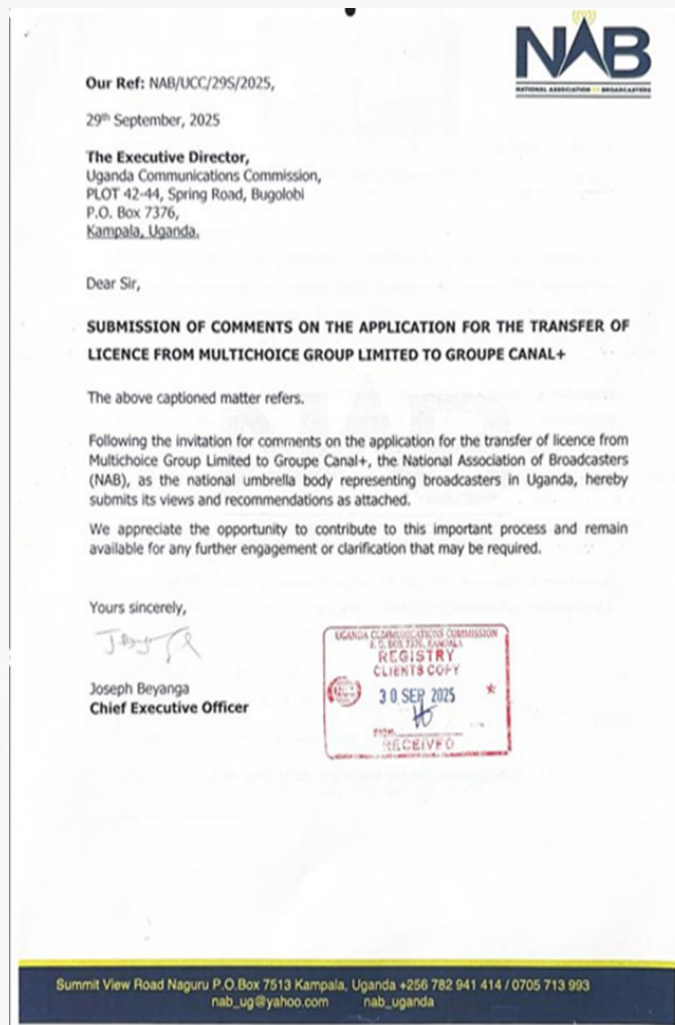 NAB
NATIONAL ASSOCIATION OF BROADCASTERS
Our Ref: NAB/UCC/29S/2025,
29th September, 2025
The Executive Director,
Uganda Communications Commission,
PLOT 42-44, Spring Road, Bugolobi
P.O. Box 7376,
Kampala, Uganda.
Dear Sir,
SUBMISSION OF COMMENTS ON THE APPLICATION FOR THE TRANSFER OF
LICENCE FROM MULTICHOICE GROUP LIMITED TO GROUPE CANAL+
The above captioned matter refers.
Following the invitation for comments on the application for the transfer of licence from
Multichoice Group Limited to Groupe Canal+, the National Association of Broadcasters
(NAB), as the national umbrella body representing broadcasters in Uganda, hereby
submits its views and recommendations as attached.
We appreciate the opportunity to contribute to this important process and remain
available for any further engagement or clarification that may be required.
Yours sincerely,
Joseph Beyanga
Chief Executive Officer
UGANDA COMMUNICATIONS COMMISSION
P. O. BOX 7376, KAMPALA
REGISTRY
CLIENTS COPY
30 SEP 2025
RECEIVED
Summit View Road Naguru P.O.Box 7513 Kampala, Uganda +256 782 941 414 / 0705 713 993
nab_ug@yahoo.com nab_uganda